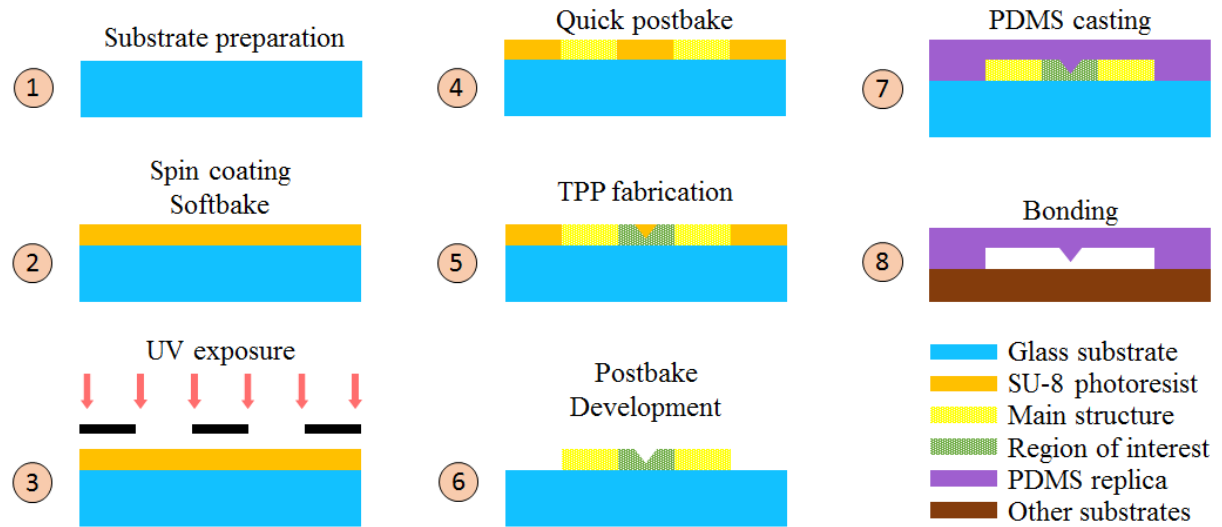 Substrate preparation
1
Spin coating
Softbake
2
UV exposure
3
Quick postbake
4
TPP fabrication
5
Postbake
Development
6
PDMS casting
7
Bonding
8
Glass substrate
SU-8 photoresist
Main structure
Region of interest
PDMS replica
Other substrates